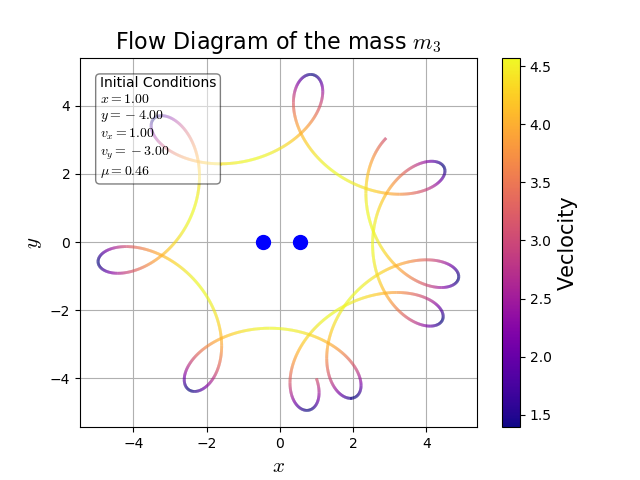 Flow Diagram of the mass m₃
Initial Conditions
x = 1.00
y = −4.00
vₓ = 1.00
v_y = −3.00
μ = 0.46
4
2
0
−2
−4
y
−4
−2
0
2
4
x
4.5
4.0
3.5
3.0
2.5
2.0
1.5
Veclocity